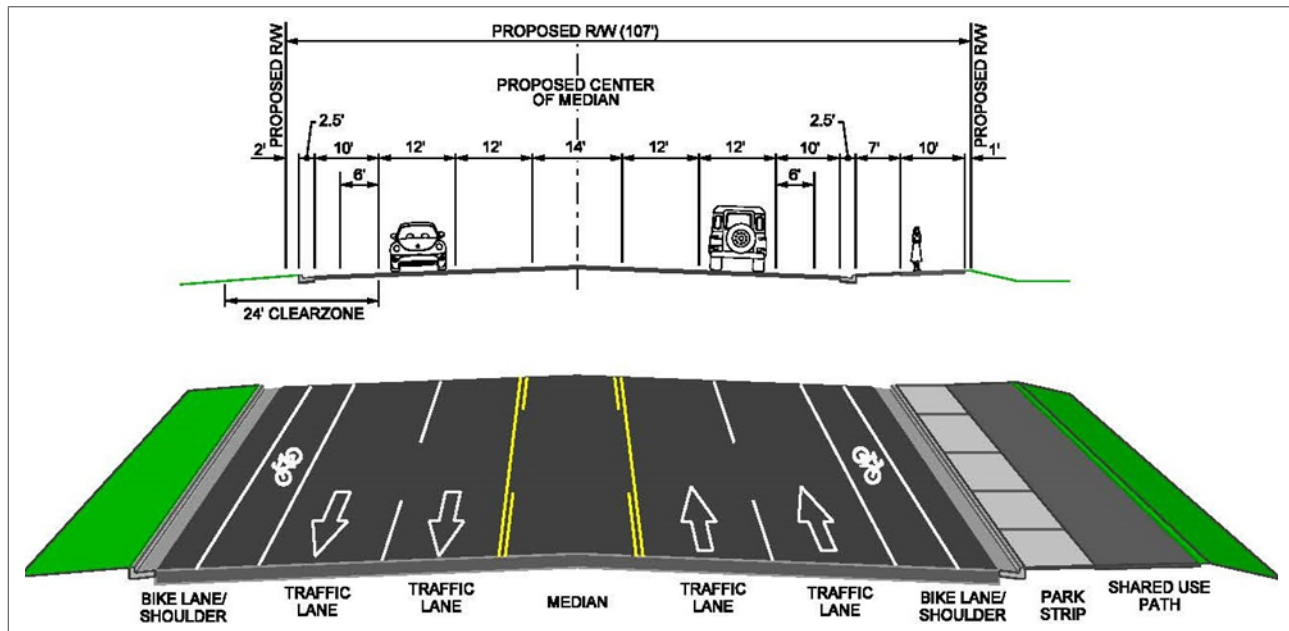 PROPOSED R/W (107')
PROPOSED R/W
PROPOSED R/W
PROPOSED CENTER
OF MEDIAN
2.5'
2.5'
2'
10'
12'
12'
14'
12'
12'
10'
7'
10'
1'
6'
6'
24' CLEARZONE
BIKE LANE/
SHOULDER
TRAFFIC
LANE
TRAFFIC
LANE
MEDIAN
TRAFFIC
LANE
TRAFFIC
LANE
BIKE LANE/
SHOULDER
PARK
STRIP
SHARED USE
PATH